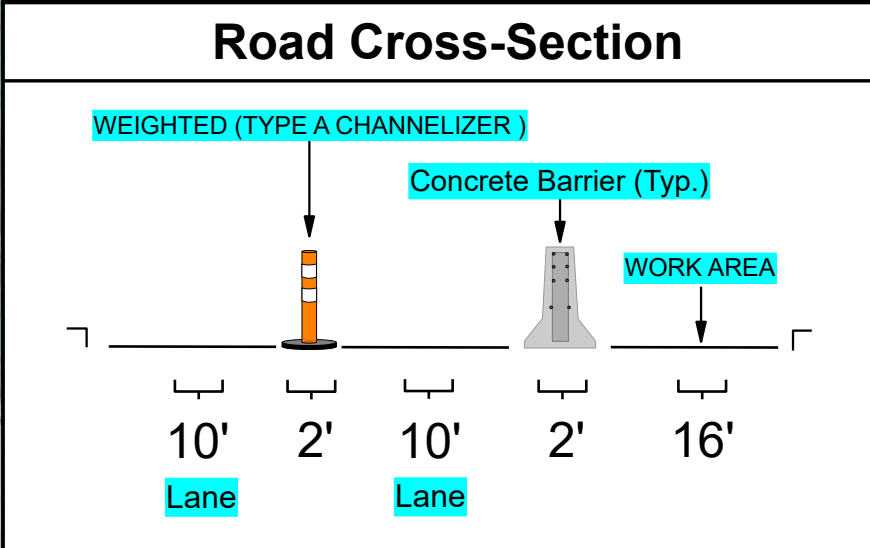 Road Cross-Section
WEIGHTED (TYPE A CHANNELIZER )
Concrete Barrier (Typ.)
WORK AREA
10' 2' 10' 2' 16'
Lane Lane